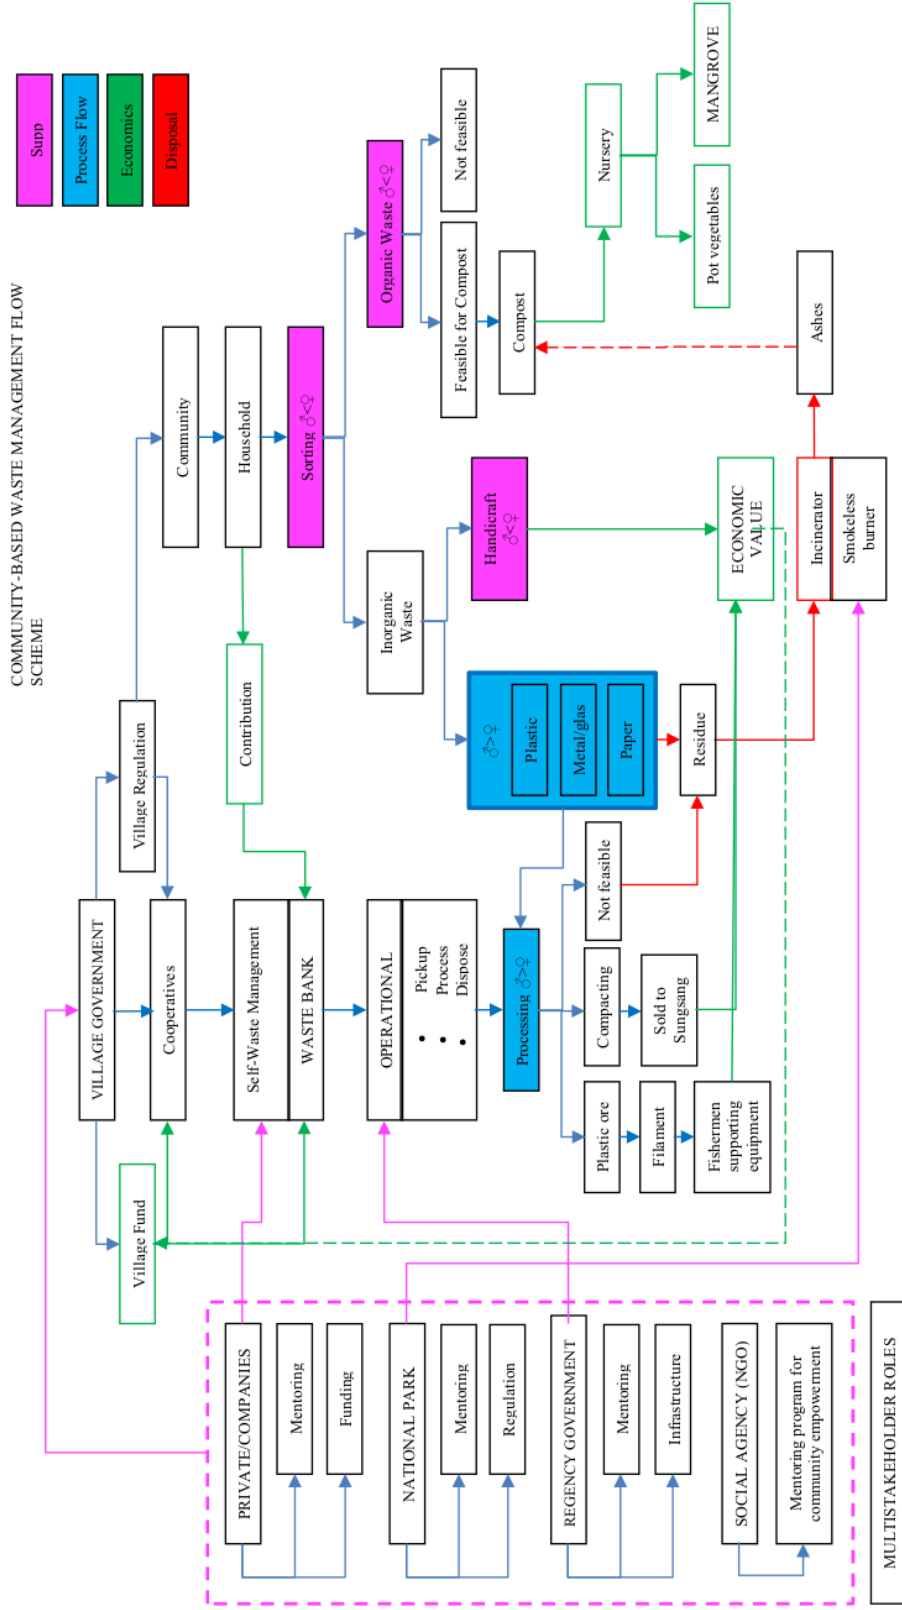 COMMUNITY-BASED WASTE MANAGEMENT FLOW
SCHEME
Supp
Process Flow
Economics
Disposal
VILLAGE GOVERNMENT
Village Regulation
Village Fund
Cooperatives
Community
Household
Sorting ♂<♀
Contribution
Self-Waste Management
WASTE BANK
OPERATIONAL
• Pickup
• Process
• Dispose
Inorganic
Waste
Organic Waste ♂<♀
Feasible for Compost
Not feasible
Compost
Nursery
Pot vegetables
MANGROVE
Handicraft
♂<♀
♂>♀
Plastic
Metal/glas
Paper
Processing ♂>♀
Plastic ore
Compacting
Not feasible
Filament
Sold to
Sungsang
Residue
Fishermen
supporting
equipment
ECONOMIC
VALUE
Incinerator
Smokeless
burner
Ashes
PRIVATE/COMPANIES
Mentoring
Funding
NATIONAL PARK
Mentoring
Regulation
REGENCY GOVERNMENT
Mentoring
Infrastructure
SOCIAL AGENCY (NGO)
Mentoring program for
community empowerment
MULTISTAKEHOLDER ROLES